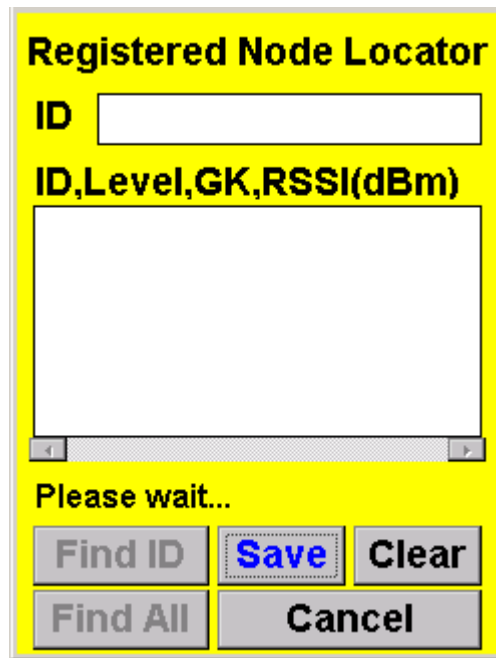 Registered Node Locator
ID
ID,Level,GK,RSSI(dBm)
Please wait...
Find ID Save Clear
Find All Cancel